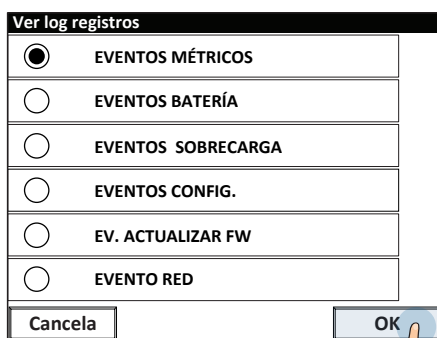 Ver log registros
EVENTOS MÉTRICOS
EVENTOS BATERÍA
EVENTOS SOBRECARGA
EVENTOS CONFIG.
EV. ACTUALIZAR FW
EVENTO RED
Cancela OK